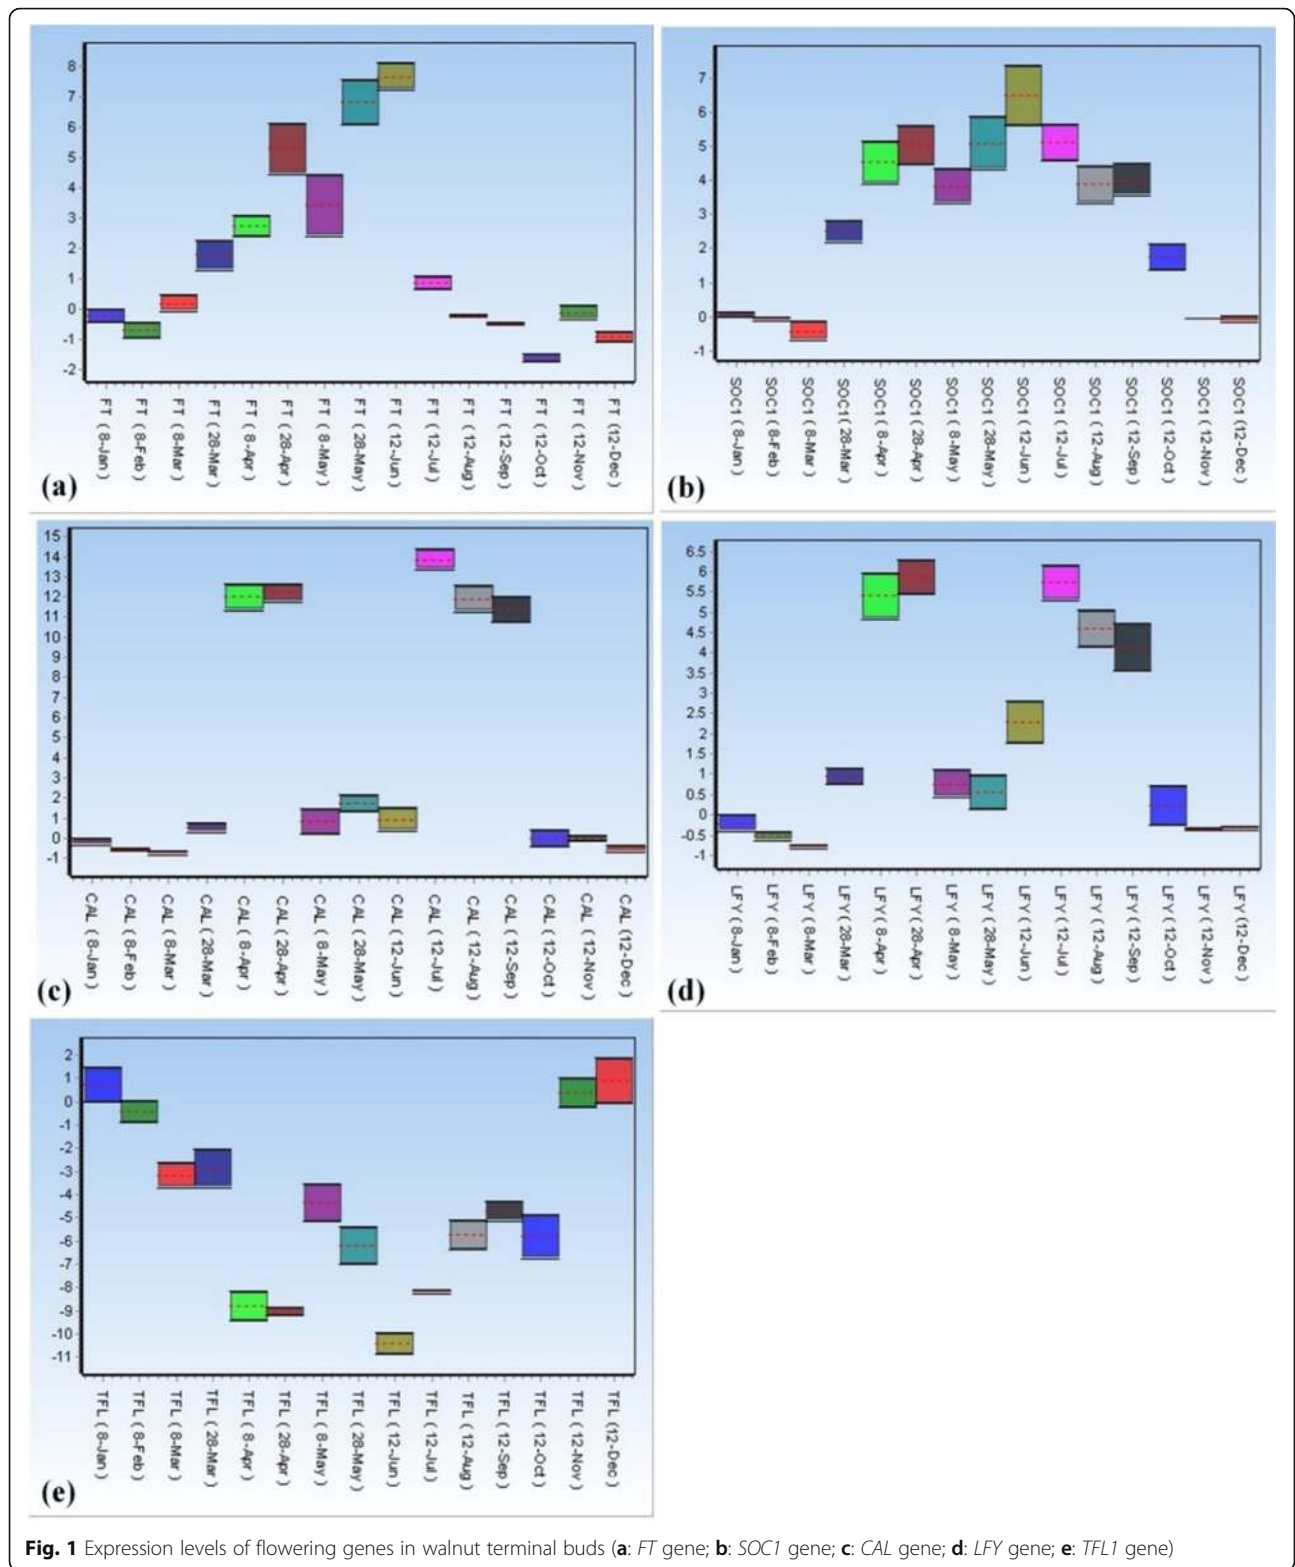 8
7
6
5
4
3
2
1
0
-1
-2
FT ( 8-Jan )
FT ( 8-Feb )
FT ( 8-Mar )
FT ( 28-Mar )
FT ( 8-Apr )
FT ( 28-Apr )
FT ( 8-May )
FT ( 28-May )
FT ( 12-Jun )
FT ( 12-Jul )
FT ( 12-Aug )
FT ( 12-Sep )
FT ( 12-Oct )
FT ( 12-Nov )
FT (12-Dec )
(a)
7
6
5
4
3
2
1
0
-1
SOC1 ( 8-Jan )
SOC1 ( 8-Feb )
SOC1 ( 8-Mar )
SOC1 ( 28-Mar )
SOC1 ( 8-Apr )
SOC1 ( 28-Apr )
SOC1 ( 8-May )
SOC1 ( 28-May )
SOC1 ( 12-Jun )
SOC1 ( 12-Jul )
SOC1 ( 12-Aug )
SOC1 ( 12-Sep )
SOC1 ( 12-Oct )
SOC1 ( 12-Nov )
SOC1 (12-Dec )
(b)
15
14
13
12
11
10
9
8
7
6
5
4
3
2
1
0
-1
CAL ( 8-Jan )
CAL ( 8-Feb )
CAL ( 8-Mar )
CAL ( 28-Mar )
CAL ( 8-Apr )
CAL ( 28-Apr )
CAL ( 8-May )
CAL ( 28-May )
CAL ( 12-Jun )
CAL ( 12-Jul )
CAL ( 12-Aug )
CAL ( 12-Sep )
CAL ( 12-Oct )
CAL ( 12-Nov )
CAL (12-Dec )
(c)
6.5
6
5.5
5
4.5
4
3.5
3
2.5
2
1.5
1
0.5
0
-0.5
-1
LFY ( 8-Jan )
LFY ( 8-Feb )
LFY ( 8-Mar )
LFY ( 28-Mar )
LFY ( 8-Apr )
LFY ( 28-Apr )
LFY ( 8-May )
LFY ( 28-May )
LFY ( 12-Jun )
LFY ( 12-Jul )
LFY ( 12-Aug )
LFY ( 12-Sep )
LFY ( 12-Oct )
LFY ( 12-Nov )
LFY (12-Dec )
(d)
2
1
0
-1
-2
-3
-4
-5
-6
-7
-8
-9
-10
-11
TFL ( 8-Jan )
TFL ( 8-Feb )
TFL ( 8-Mar )
TFL ( 28-Mar )
TFL ( 8-Apr )
TFL ( 28-Apr )
TFL ( 8-May )
TFL ( 28-May )
TFL ( 12-Jun )
TFL ( 12-Jul )
TFL ( 12-Aug )
TFL ( 12-Sep )
TFL ( 12-Oct )
TFL ( 12-Nov )
TFL (12-Dec )
(e)
Fig. 1 Expression levels of flowering genes in walnut terminal buds (a: FT gene; b: SOC1 gene; c: CAL gene; d: LFY gene; e: TFL1 gene)